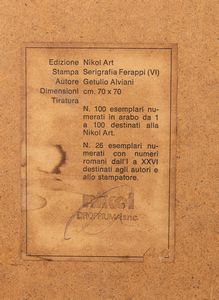 Edizione Nikol Art
Stampa Serigrafia Ferappi (VI)
Autore Getulio Alviani
Dimensioni cm. 70 x 70
Tiratura
N. 100 esemplari nu-
merati in arabo da 1
a 100 destinati alla
Nikol Art.
N. 26 esemplari nu-
merati con numeri
romani dall'I a XXVI
destinati agli autori e
allo stampatore.
nikol